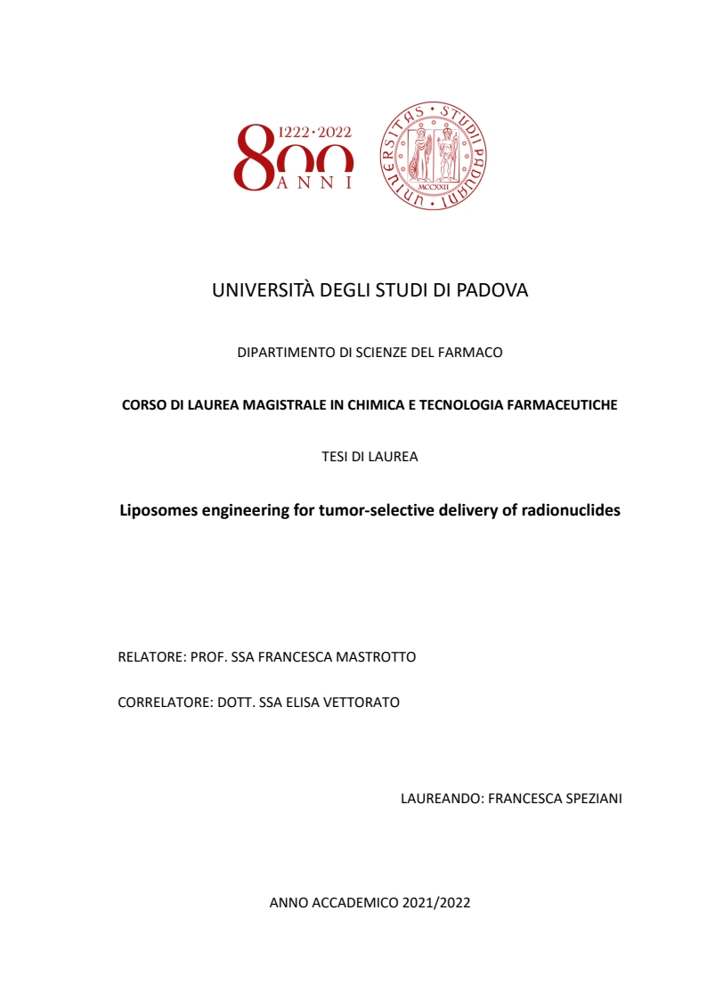 1222·2022
800
ANNI
UNIVERSITAS STUDII PADUANI
MCCXXII
UNIVERSITÀ DEGLI STUDI DI PADOVA
DIPARTIMENTO DI SCIENZE DEL FARMACO
CORSO DI LAUREA MAGISTRALE IN CHIMICA E TECNOLOGIA FARMACEUTICHE
TESI DI LAUREA
Liposomes engineering for tumor-selective delivery of radionuclides
RELATORE: PROF. SSA FRANCESCA MASTROTTO
CORRELATORE: DOTT. SSA ELISA VETTORATO
LAUREANDO: FRANCESCA SPEZIANI
ANNO ACCADEMICO 2021/2022